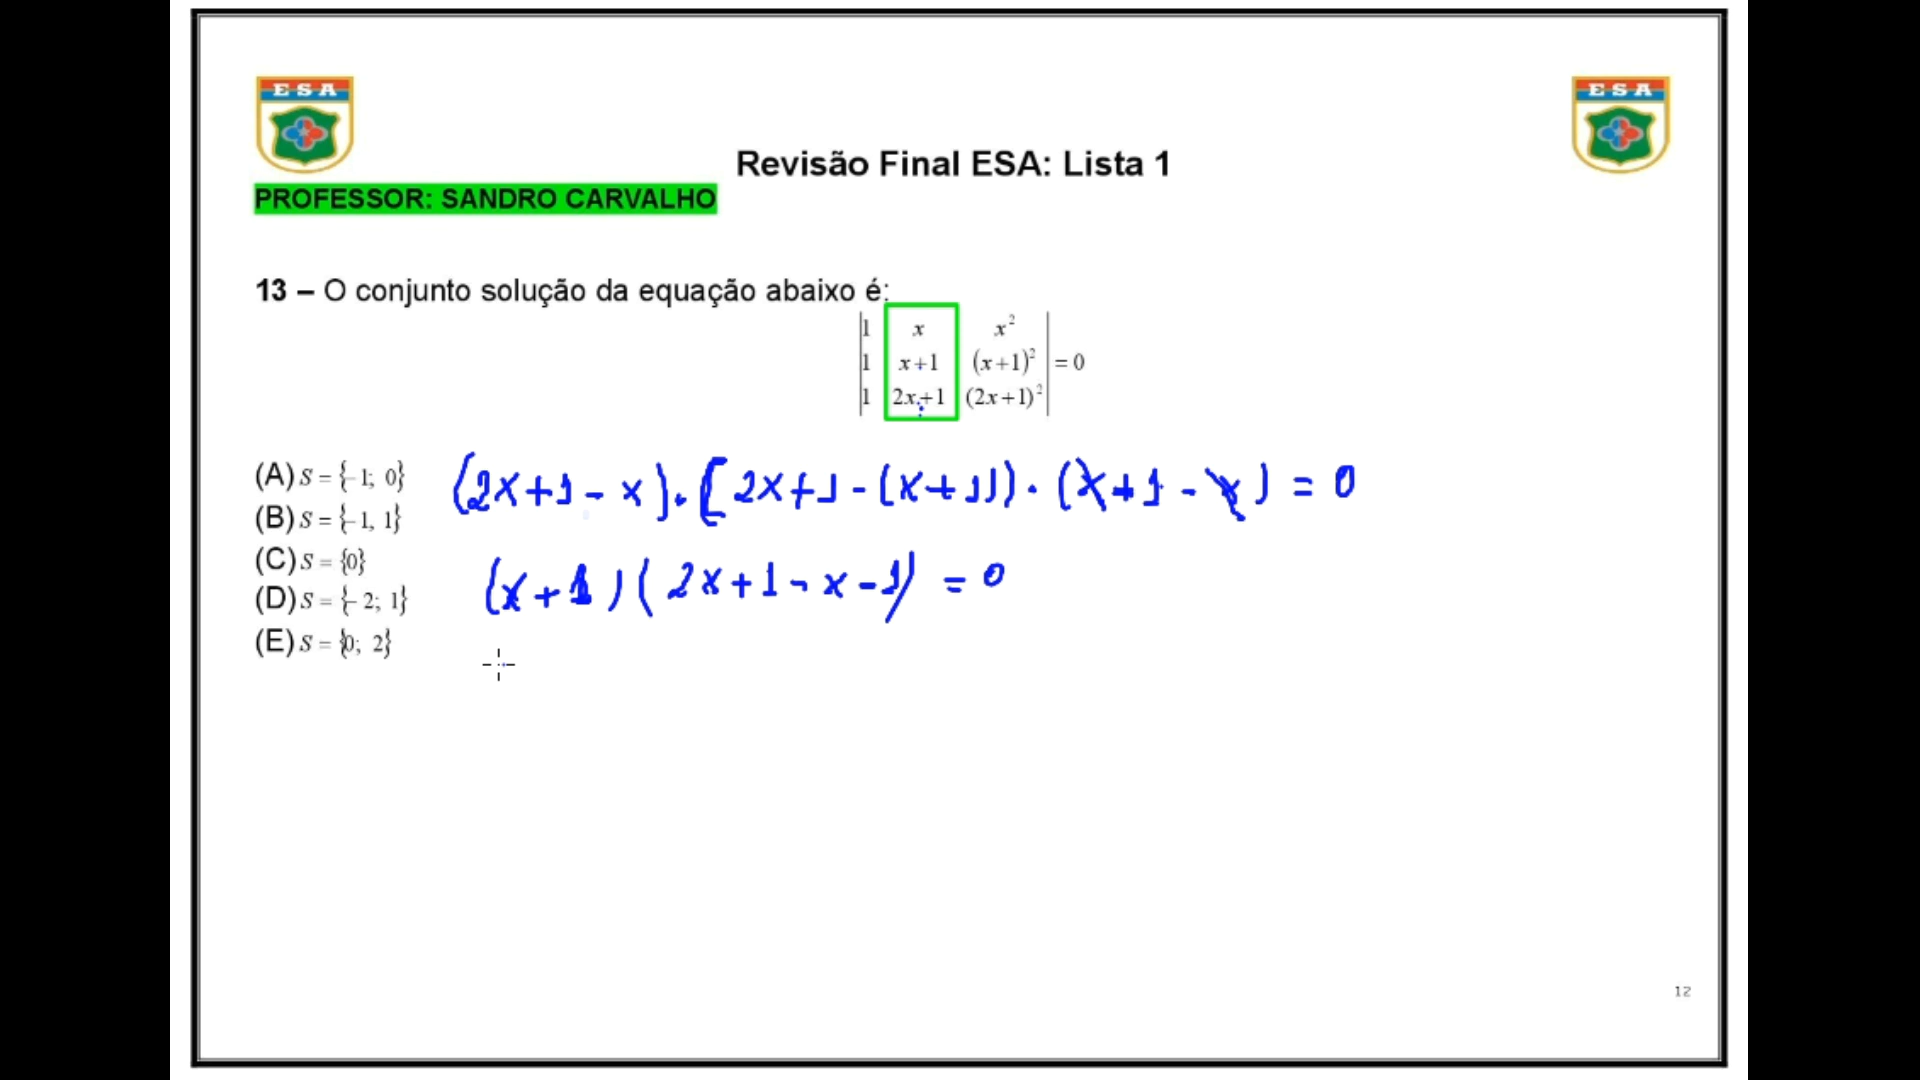 ESA
ESA
Revisão Final ESA: Lista 1
PROFESSOR: SANDRO CARVALHO
13 – O conjunto solução da equação abaixo é:
1 x x²
1 x+1 (x+1)² = 0
1 2x+1 (2x+1)²
(A) S = {-1; 0}
(B) S = {-1, 1}
(C) S = {0}
(D) S = {-2; 1}
(E) S = {0; 2}
(2x+1-x).[2x+1-(x+1)).(x+1-x) = 0
(x+1)(2x+1-x-1) = 0
12